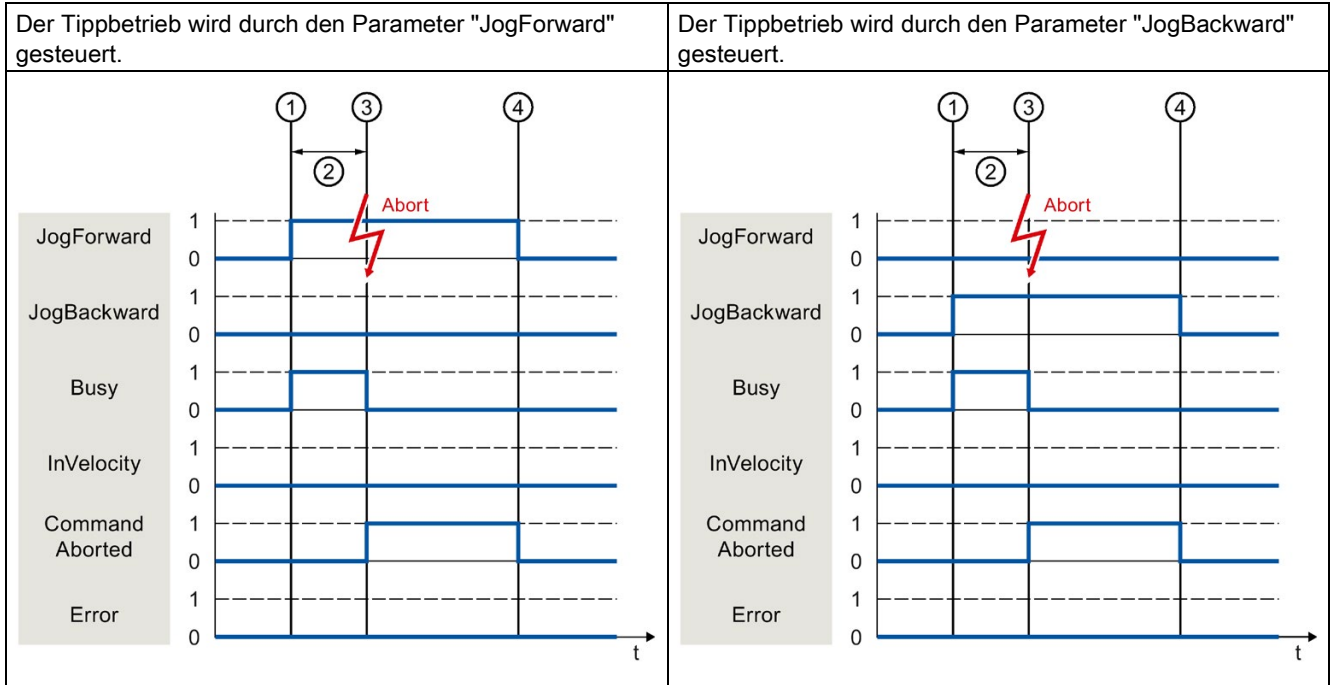 Der Tippbetrieb wird durch den Parameter "JogForward"
gesteuert.
Der Tippbetrieb wird durch den Parameter "JogBackward"
gesteuert.
1 3 4
2
Abort
JogForward 1
0
JogBackward 1
0
Busy 1
0
InVelocity 1
0
Command 1
Aborted
0
Error 1
0
t
1 3 4
2
Abort
JogForward 1
0
JogBackward 1
0
Busy 1
0
InVelocity 1
0
Command 1
Aborted
0
Error 1
0
t